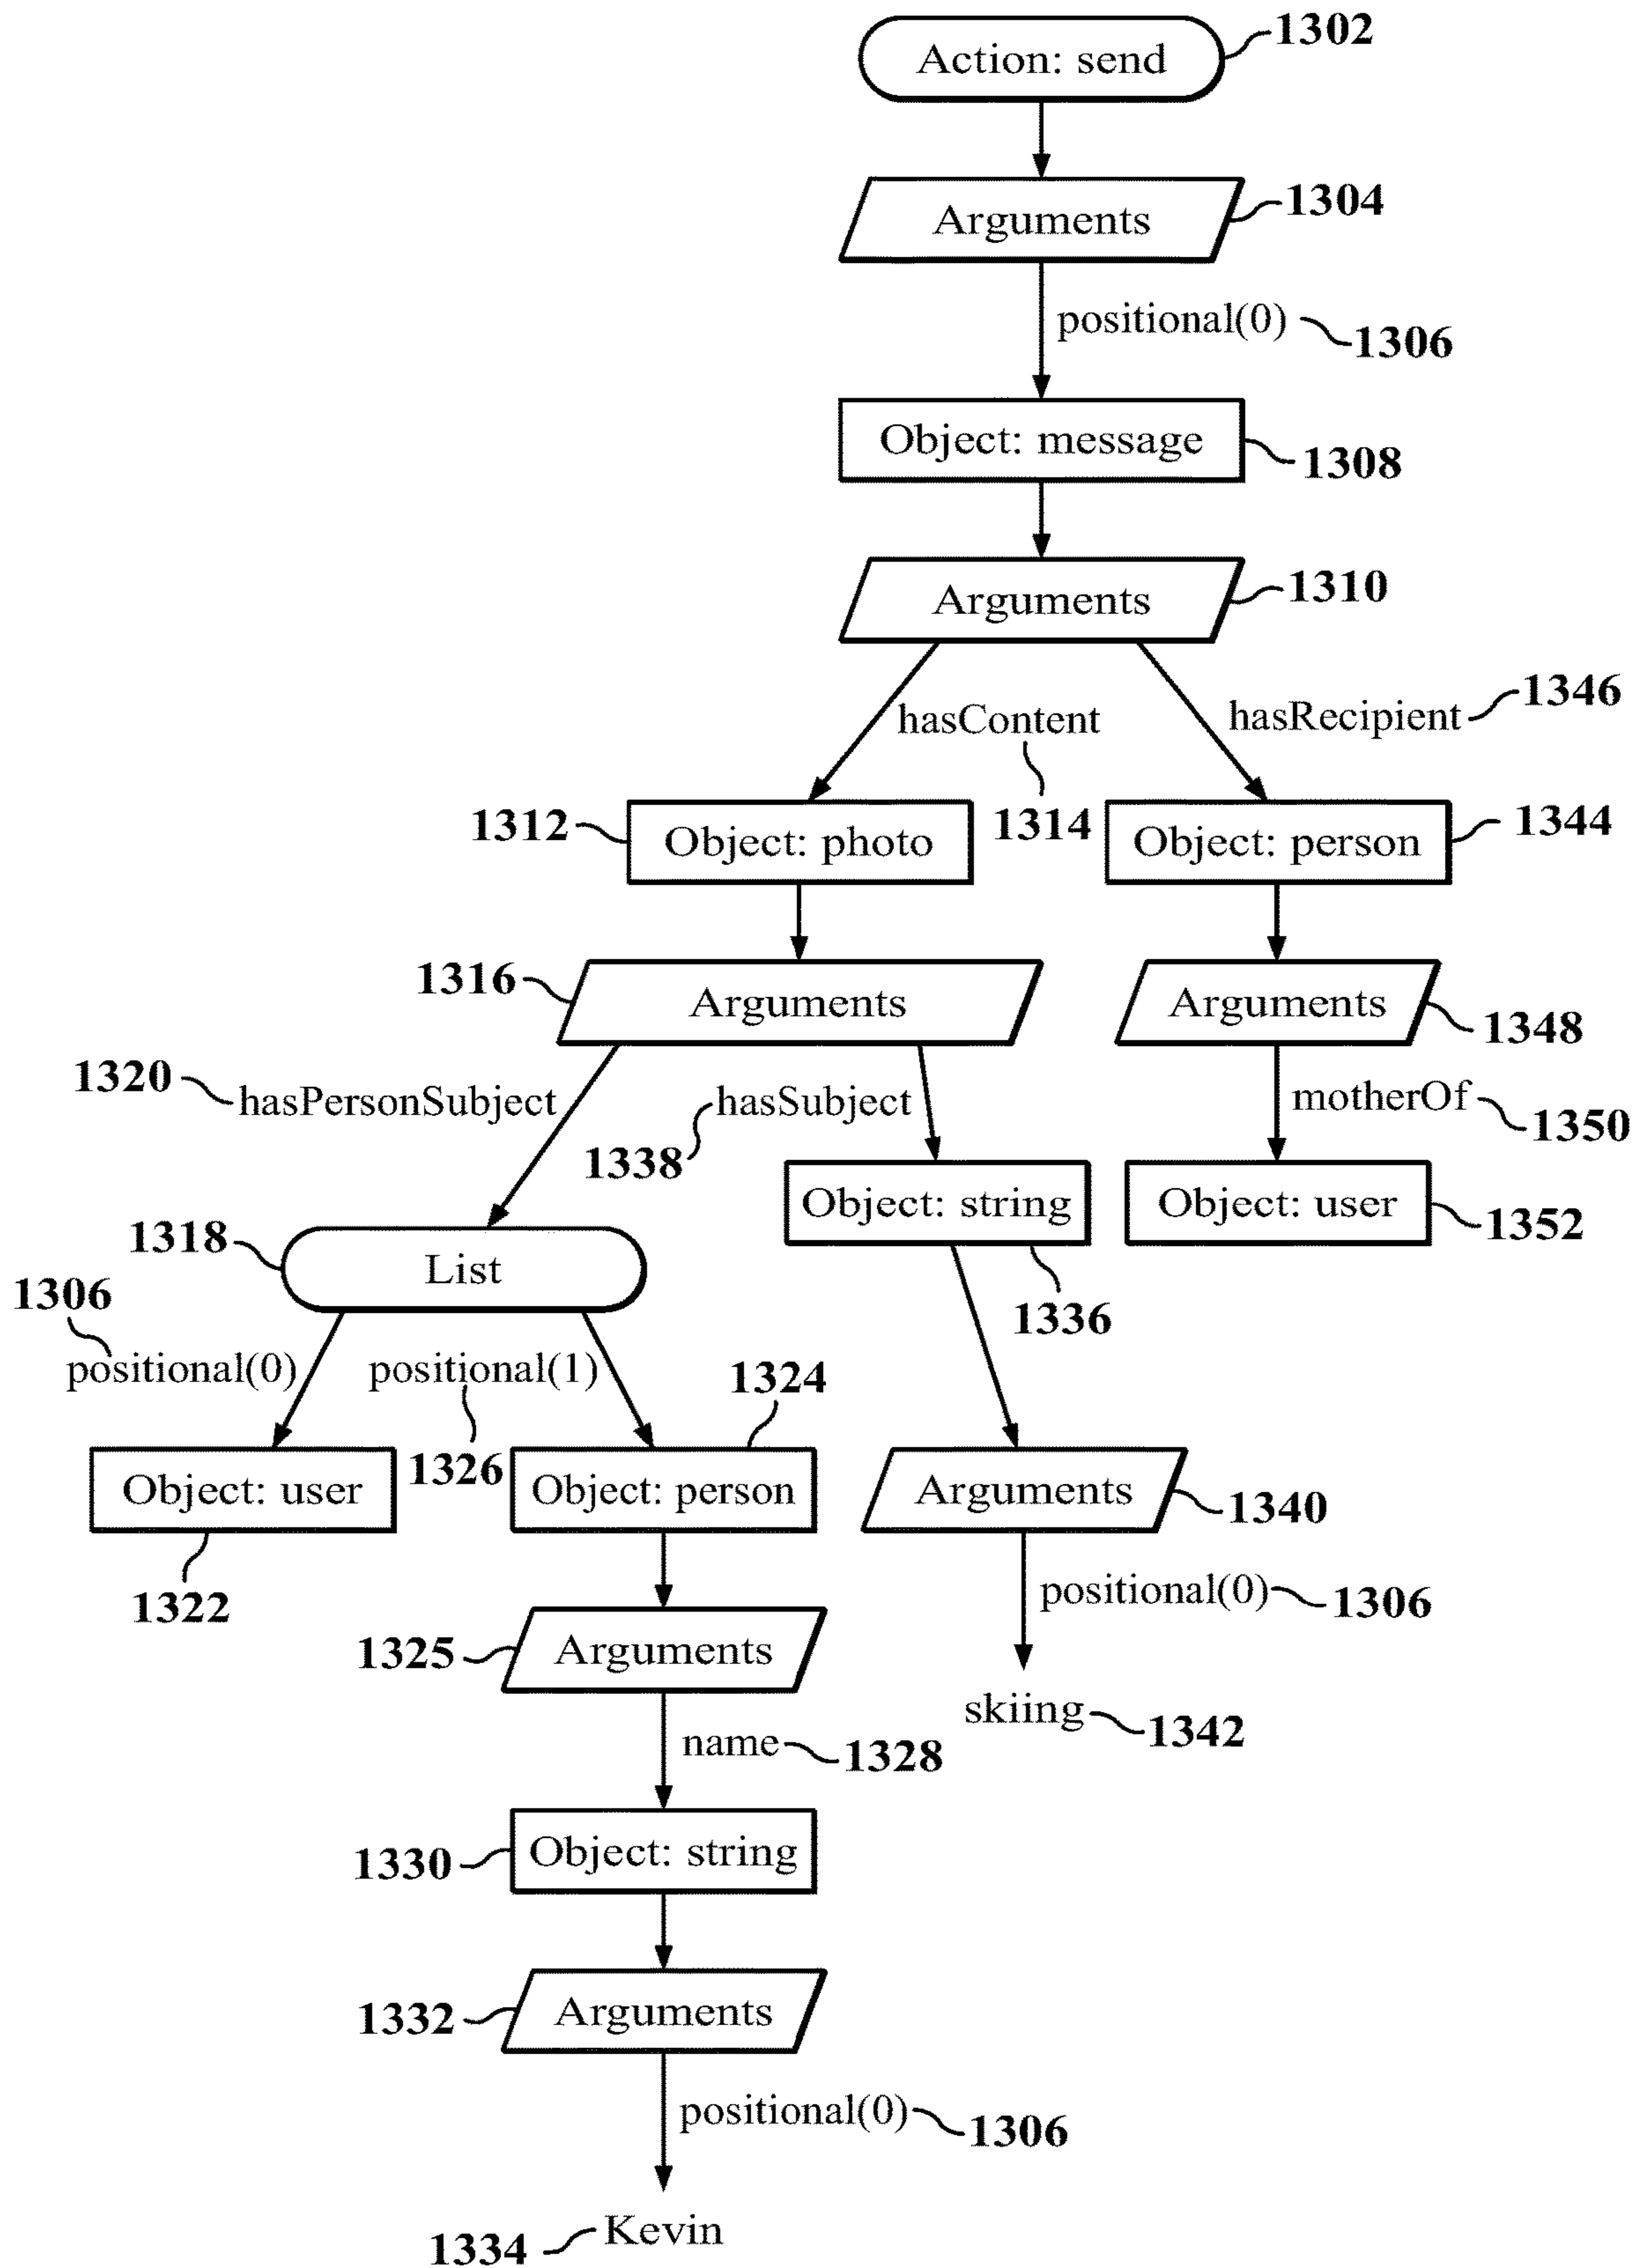 Action: send
1302
Arguments
1304
positional(0)
1306
Object: message
1308
Arguments
1310
hasContent
1314
hasRecipient
1346
1312
Object: photo
Object: person
1344
1316
Arguments
Arguments
1348
1320
hasPersonSubject
1338
hasSubject
motherOf
1350
Object: string
1336
Object: user
1352
1318
List
1306
positional(0)
positional(1)
1326
1324
Object: user
1322
Object: person
Arguments
1340
1325
Arguments
positional(0)
1306
skiing
1342
name
1328
1330
Object: string
1332
Arguments
positional(0)
1306
1334
Kevin